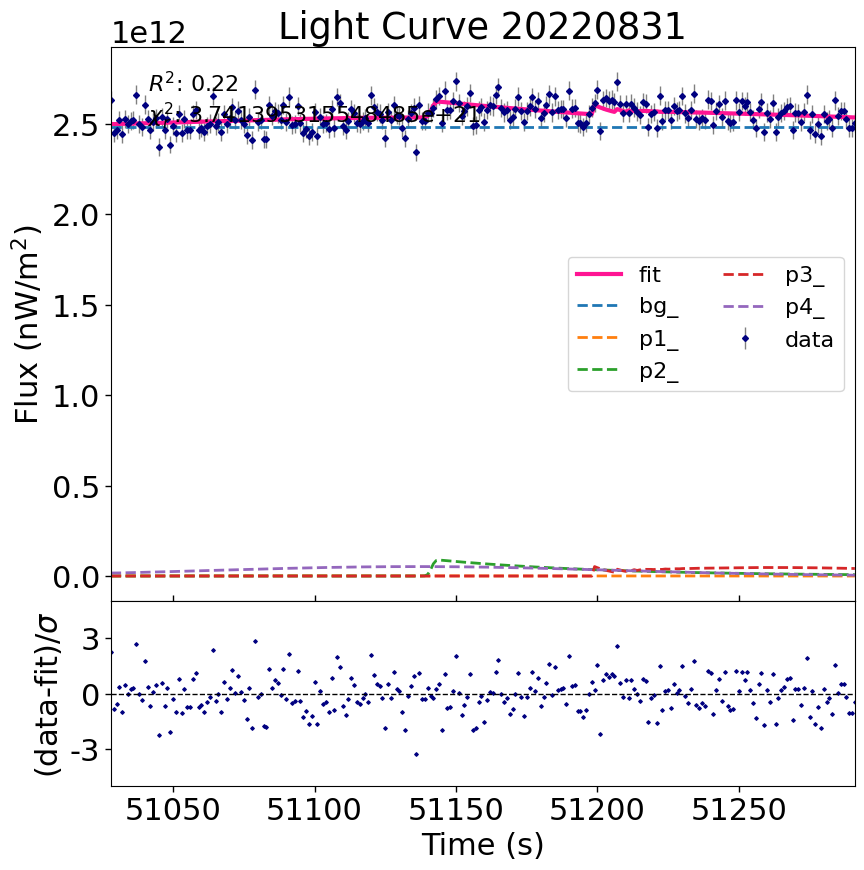 Light Curve 20220831
1e12
R²: 0.22
2.5
2.0
1.5
1.0
0.5
0.0
Flux (nW/m²)
fit
bg_
p1_
p2_
p3_
p4_
data
3
0
-3
(data-fit)/σ
51050 51100 51150 51200 51250
Time (s)